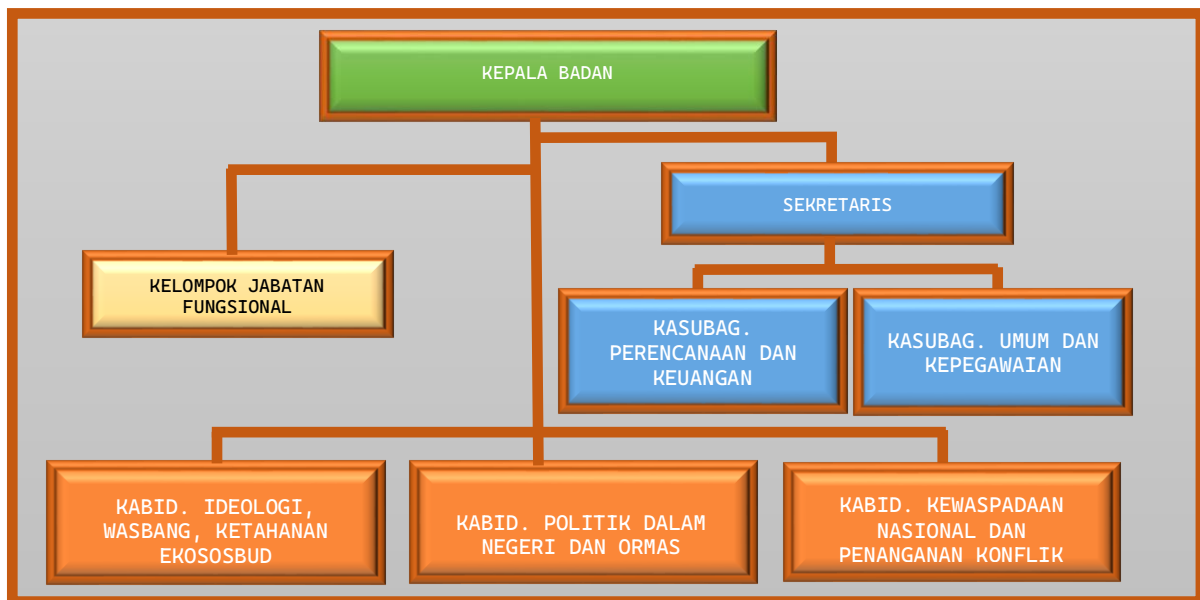 KEPALA BADAN
SEKRETARIS
KELOMPOK JABATAN
FUNGSIONAL
KASUBAG.
PERENCANAAN DAN
KEUANGAN
KASUBAG. UMUM DAN
KEPEGAWAIAN
KABID. IDEOLOGI,
WASBANG, KETAHANAN
EKOSOSBUD
KABID. POLITIK DALAM
NEGERI DAN ORMAS
KABID. KEWASPADAAN
NASIONAL DAN
PENANGANAN KONFLIK